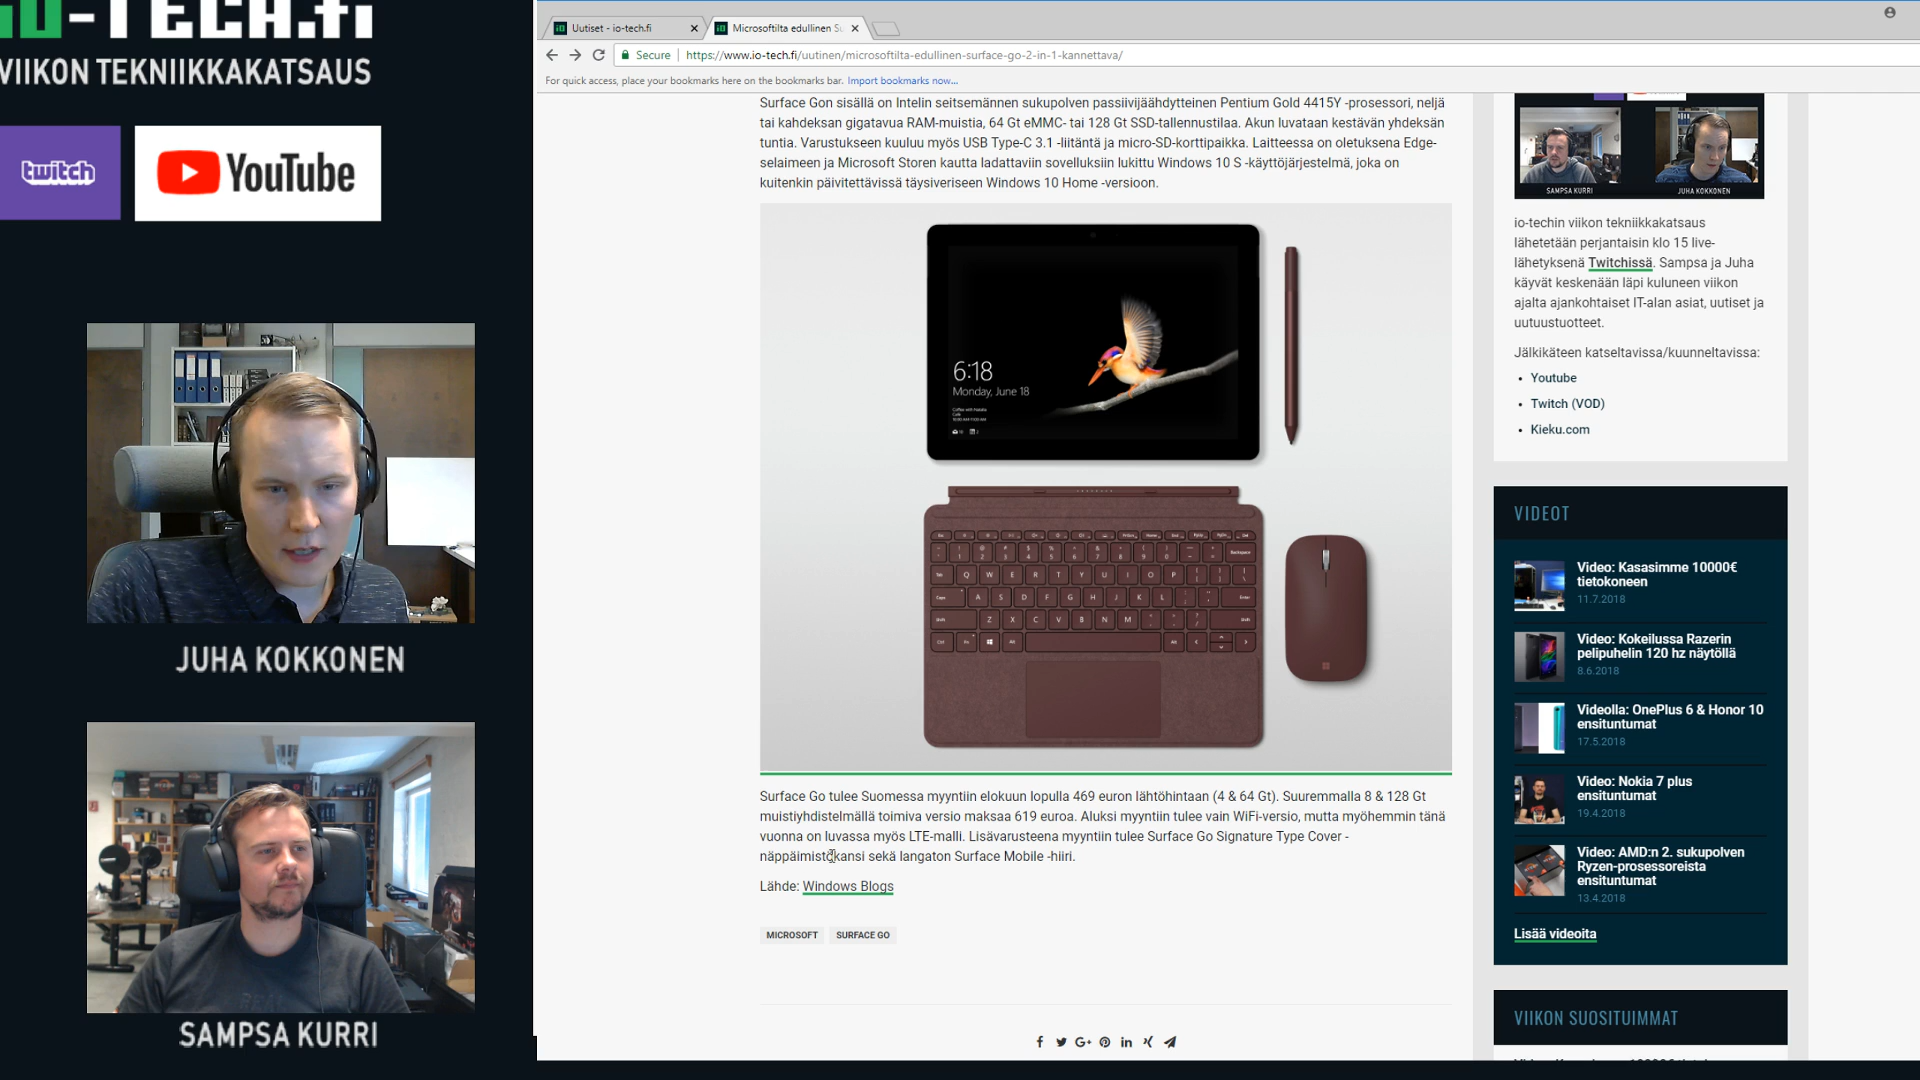 iO-TECH.fi
VIIKON TEKNIIKKAKATSAUS
twitch
YouTube
JUHA KOKKONEN
SAMPSA KURRI
Uutiset - io-tech.fi
Microsoftilta edullinen Su
Secure
https://www.io-tech.fi/uutinen/microsoftilta-edullinen-surface-go-2-in-1-kannettava/
For quick access, place your bookmarks here on the bookmarks bar. Import bookmarks now...
Surface Gon sisällä on Intelin seitsemännen sukupolven passiivijäähdytteinen Pentium Gold 4415Y -prosessori, neljä
tai kahdeksan gigatavua RAM-muistia, 64 Gt eMMC- tai 128 Gt SSD-tallennustilaa. Akun luvataan kestävän yhdeksän
tuntia. Varustukseen kuuluu myös USB Type-C 3.1 -liitäntä ja micro-SD-korttipaikka. Laitteessa on oletuksena Edge-
selaimeen ja Microsoft Storen kautta ladattaviin sovelluksiin lukittu Windows 10 S -käyttöjärjestelmä, joka on
kuitenkin päivitettävissä täysiveriseen Windows 10 Home -versioon.
6:18
Monday, June 18
Q W E R T Y U I O P
A S D F G H J K L
Z X C V B N M
Surface Go tulee Suomessa myyntiin elokuun lopulla 469 euron lähtöhintaan (4 & 64 Gt). Suuremmalla 8 & 128 Gt
muistiyhdistelmällä toimiva versio maksaa 619 euroa. Aluksi myyntiin tulee vain WiFi-versio, mutta myöhemmin tänä
vuonna on luvassa myös LTE-malli. Lisävarusteena myyntiin tulee Surface Go Signature Type Cover -
näppäimistökansi sekä langaton Surface Mobile -hiiri.
Lähde: Windows Blogs
MICROSOFT
SURFACE GO
SAMPSA KURRI
JUHA KOKKONEN
io-techin viikon tekniikkakatsaus
lähetetään perjantaisin klo 15 live-
lähetyksenä Twitchissä. Sampsa ja Juha
käyvät keskenään läpi kuluneen viikon
ajalta ajankohtaiset IT-alan asiat, uutiset ja
uutuustuotteet.
Jälkikäteen katseltavissa/kuunneltavissa:
Youtube
Twitch (VOD)
Kieku.com
VIDEOT
Video: Kasasimme 10000€
tietokoneen
11.7.2018
Video: Kokeilussa Razerin
pelipuhelin 120 hz näytöllä
8.6.2018
Videolla: OnePlus 6 & Honor 10
ensituntumat
17.5.2018
Video: Nokia 7 plus
ensituntumat
19.4.2018
Video: AMD:n 2. sukupolven
Ryzen-prosessoreista
ensituntumat
13.4.2018
Lisää videoita
VIIKON SUOSITUIMMAT